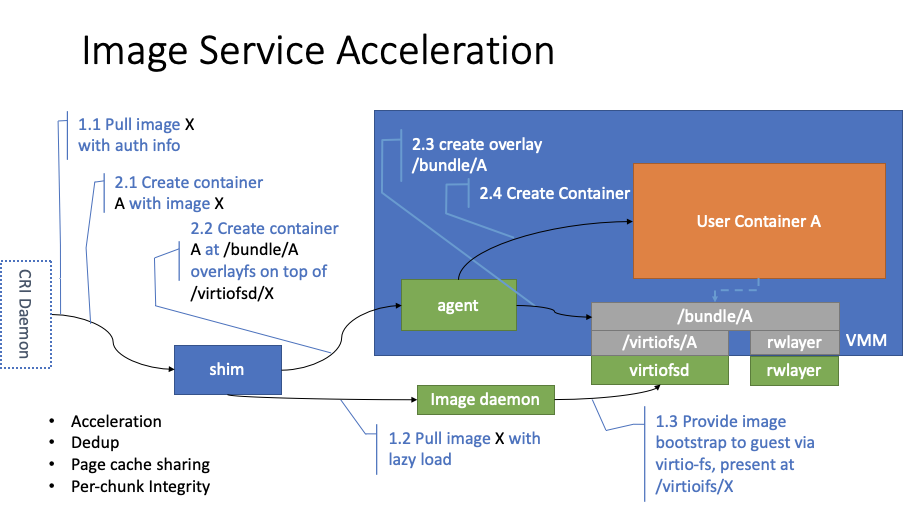 Image Service Acceleration
1.1 Pull image X
with auth info
2.1 Create container
A with image X
2.2 Create container
A at /bundle/A
overlayfs on top of
/virtiofsd/X
2.3 create overlay
/bundle/A
2.4 Create Container
User Container A
CRI Daemon
agent
/bundle/A
/virtiofs/A
rwlayer
VMM
shim
virtiofsd
rwlayer
Image daemon
• Acceleration
• Dedup
• Page cache sharing
• Per-chunk Integrity
1.2 Pull image X with
lazy load
1.3 Provide image
bootstrap to guest via
virtio-fs, present at
/virtioifs/X